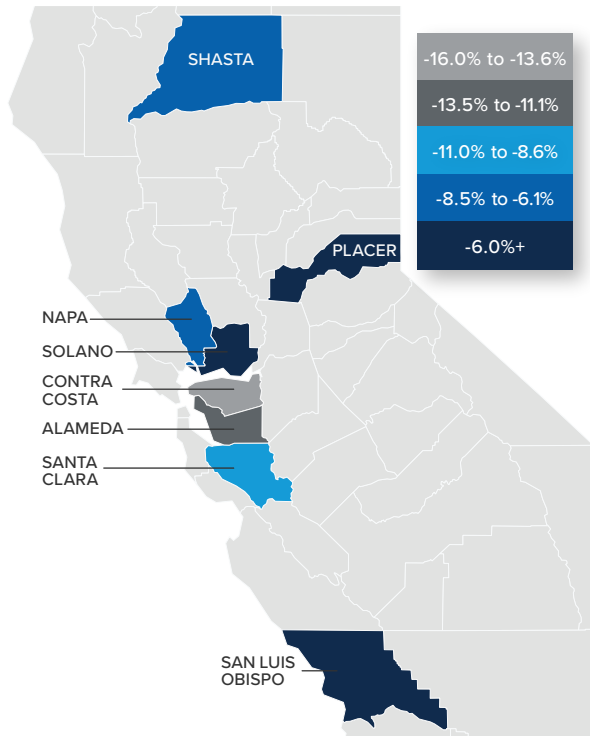 SHASTA
-16.0% to -13.6%
-13.5% to -11.1%
-11.0% to -8.6%
-8.5% to -6.1%
-6.0%+
PLACER
NAPA
SOLANO
CONTRA
COSTA
ALAMEDA
SANTA
CLARA
SAN LUIS
OBISPO